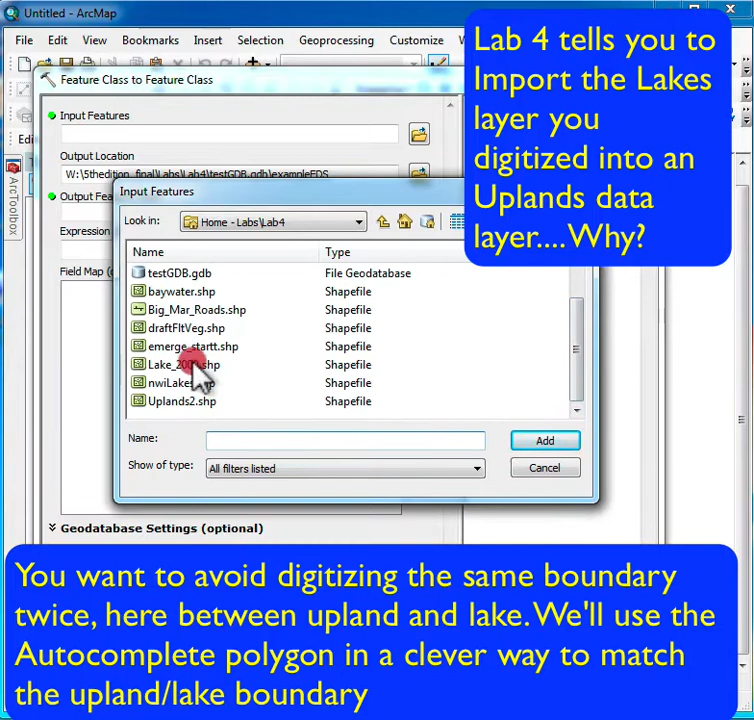 Untitled - ArcMap
File Edit View Bookmarks Insert Selection Geoprocessing Customize
Feature Class to Feature Class
Lab 4 tells you to
Import the Lakes
layer you
digitized into an
Uplands data
layer....Why?
Input Features
Output Location
W:\5thedition_final\Labs\Lab4\testGDB.gdb\exampleFDS
ArcToolbox
Input Features
Look in: Home - Labs\Lab4
Expression
Name Type
testGDB.gdb File Geodatabase
baywater.shp Shapefile
Big_Mar_Roads.shp Shapefile
draftFltVeg.shp Shapefile
emerge_startt.shp Shapefile
Shapefile
Shapefile
Uplands2.shp Shapefile
Name: Add
Show of type: All filters listed Cancel
Geodatabase Settings (optional)
You want to avoid digitizing the same boundary
twice, here between upland and lake. We'll use the
Autocomplete polygon in a clever way to match
the upland/lake boundary